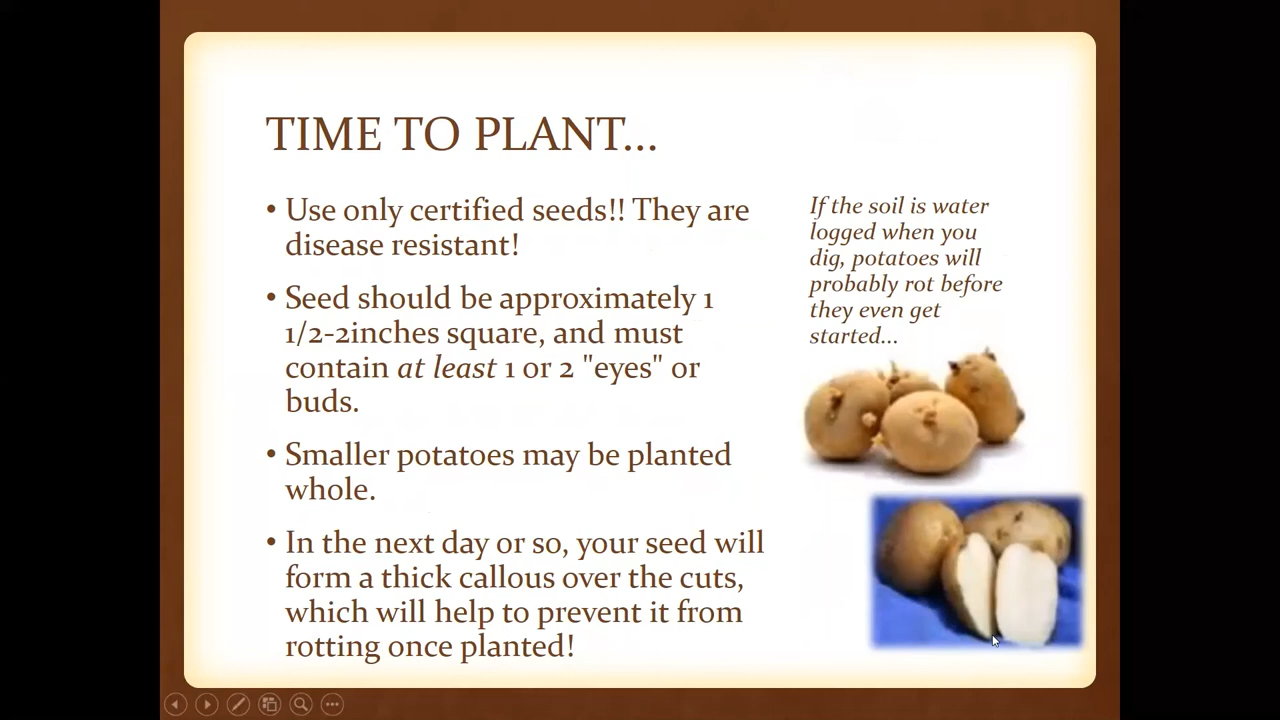 TIME TO PLANT...
• Use only certified seeds!! They are
disease resistant!
• Seed should be approximately 1
1/2-2inches square, and must
contain at least 1 or 2 "eyes" or
buds.
• Smaller potatoes may be planted
whole.
• In the next day or so, your seed will
form a thick callous over the cuts,
which will help to prevent it from
rotting once planted!
If the soil is water
logged when you
dig, potatoes will
probably rot before
they even get
started...